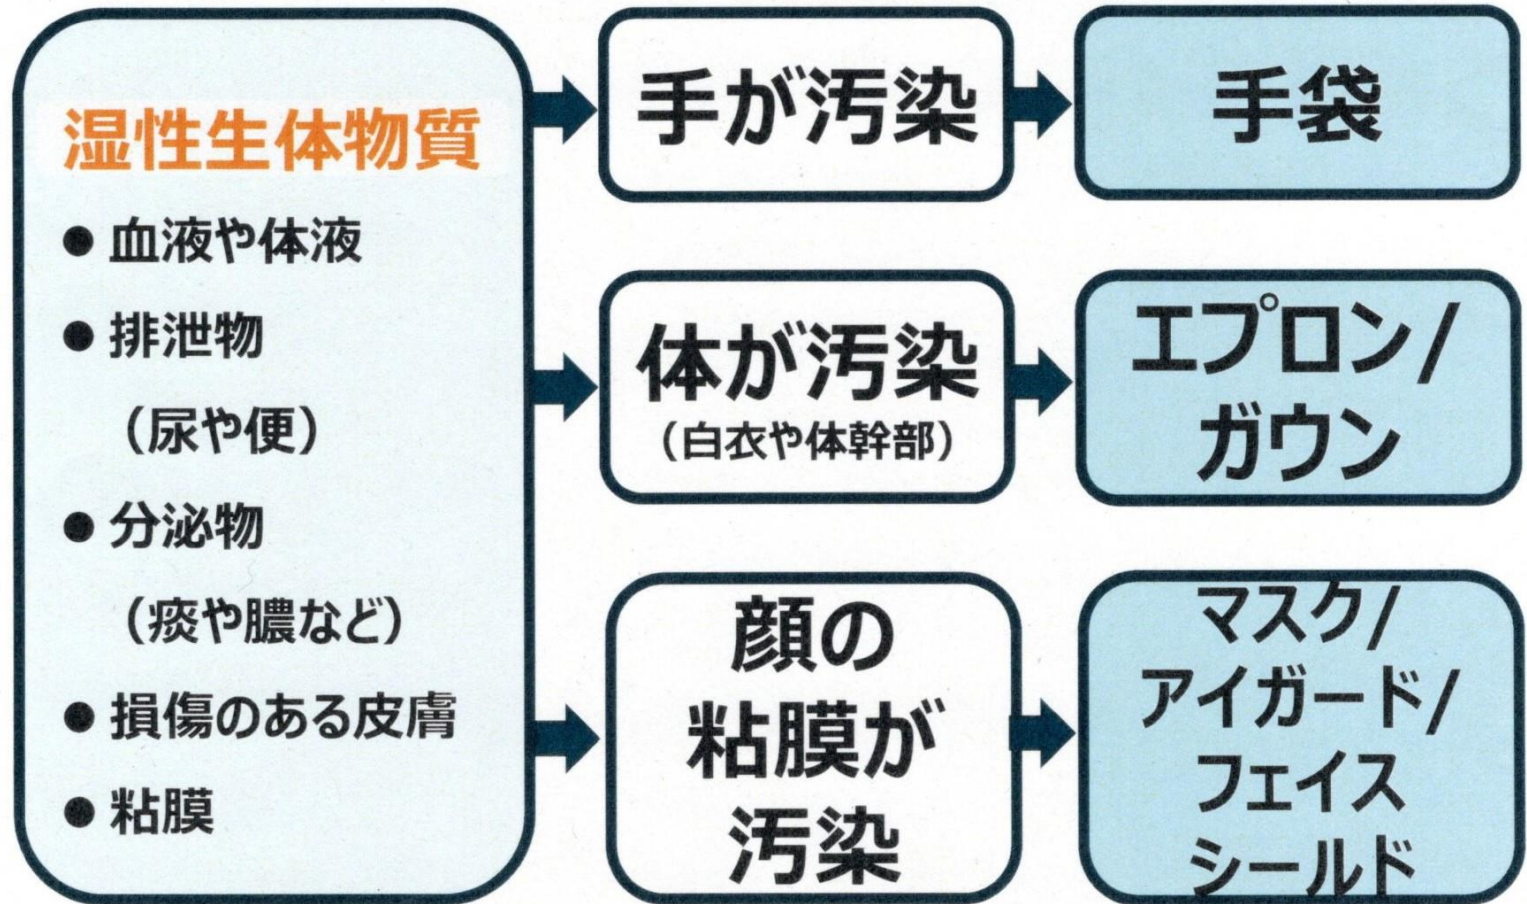 湿性生体物質
● 血液や体液
● 排泄物
（尿や便）
● 分泌物
（痰や膿など）
● 損傷のある皮膚
● 粘膜
手が汚染
手袋
体が汚染
（白衣や体幹部）
エプロン/
ガウン
顔の
粘膜が
汚染
マスク/
アイガード/
フェイス
シールド